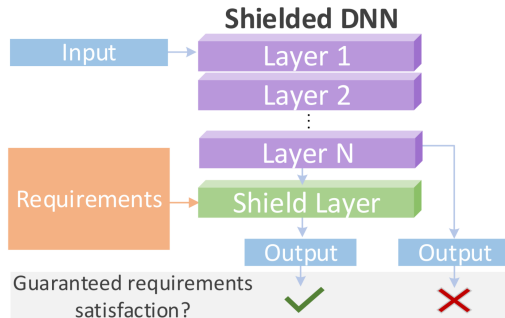 Shielded DNN
Input
Layer 1
Layer 2
...
Layer N
Requirements
Shield Layer
Output
Output
Guaranteed requirements
satisfaction?